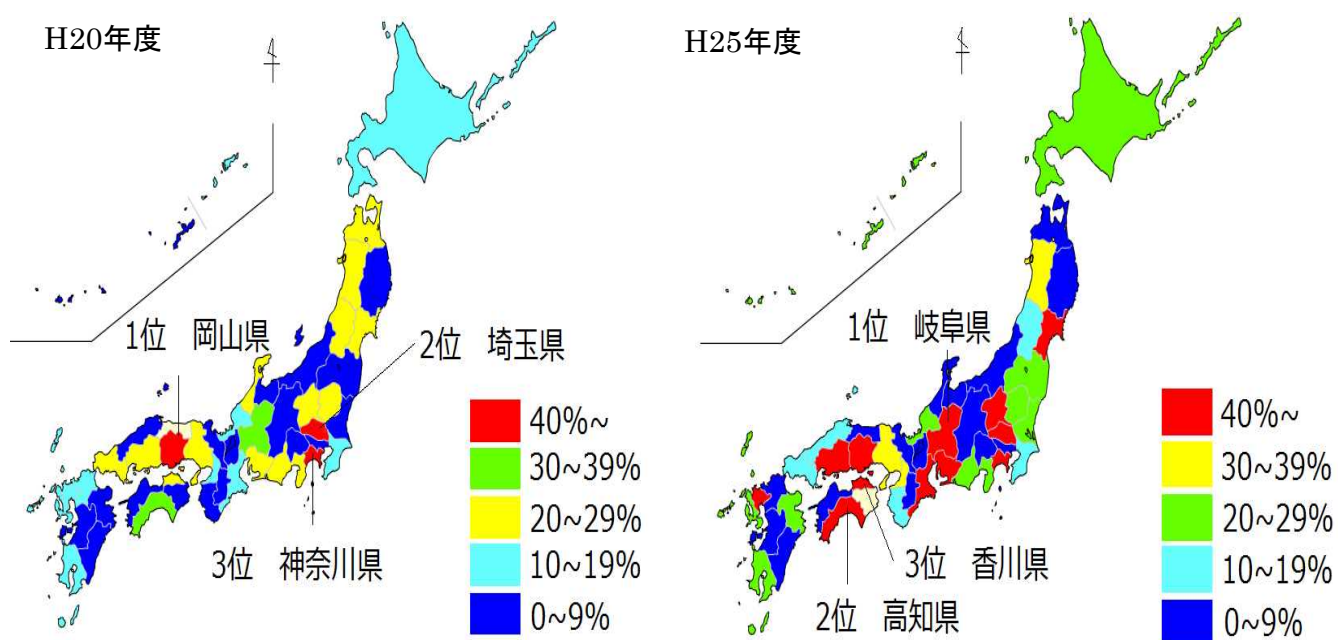 H20年度
1位 岡山県
2位 埼玉県
3位 神奈川県
40%~
30~39%
20~29%
10~19%
0~9%
H25年度
1位 岐阜県
3位 香川県
2位 高知県
40%~
30~39%
20~29%
10~19%
0~9%